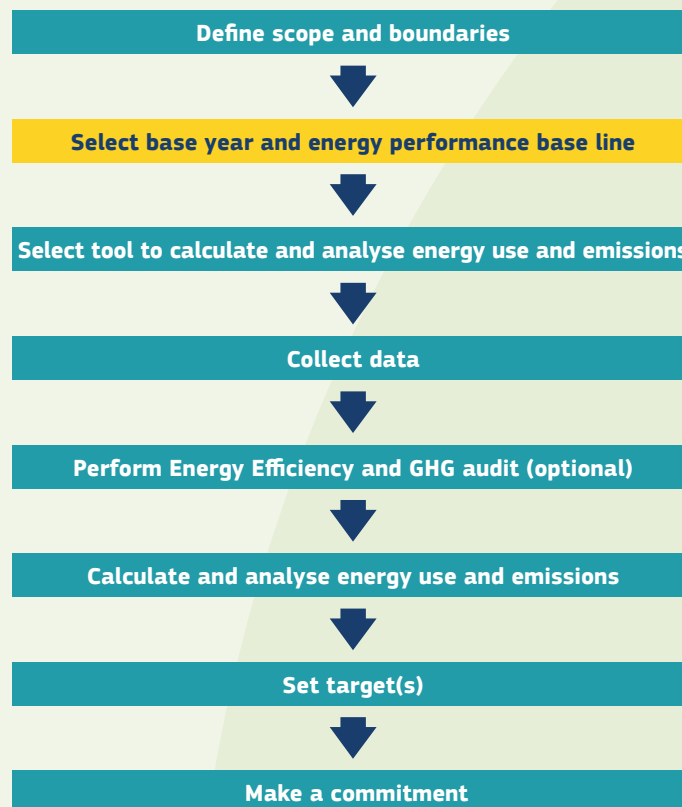 Define scope and boundaries
Select base year and energy performance base line
Select tool to calculate and analyse energy use and emissions
Collect data
Perform Energy Efficiency and GHG audit (optional)
Calculate and analyse energy use and emissions
Set target(s)
Make a commitment